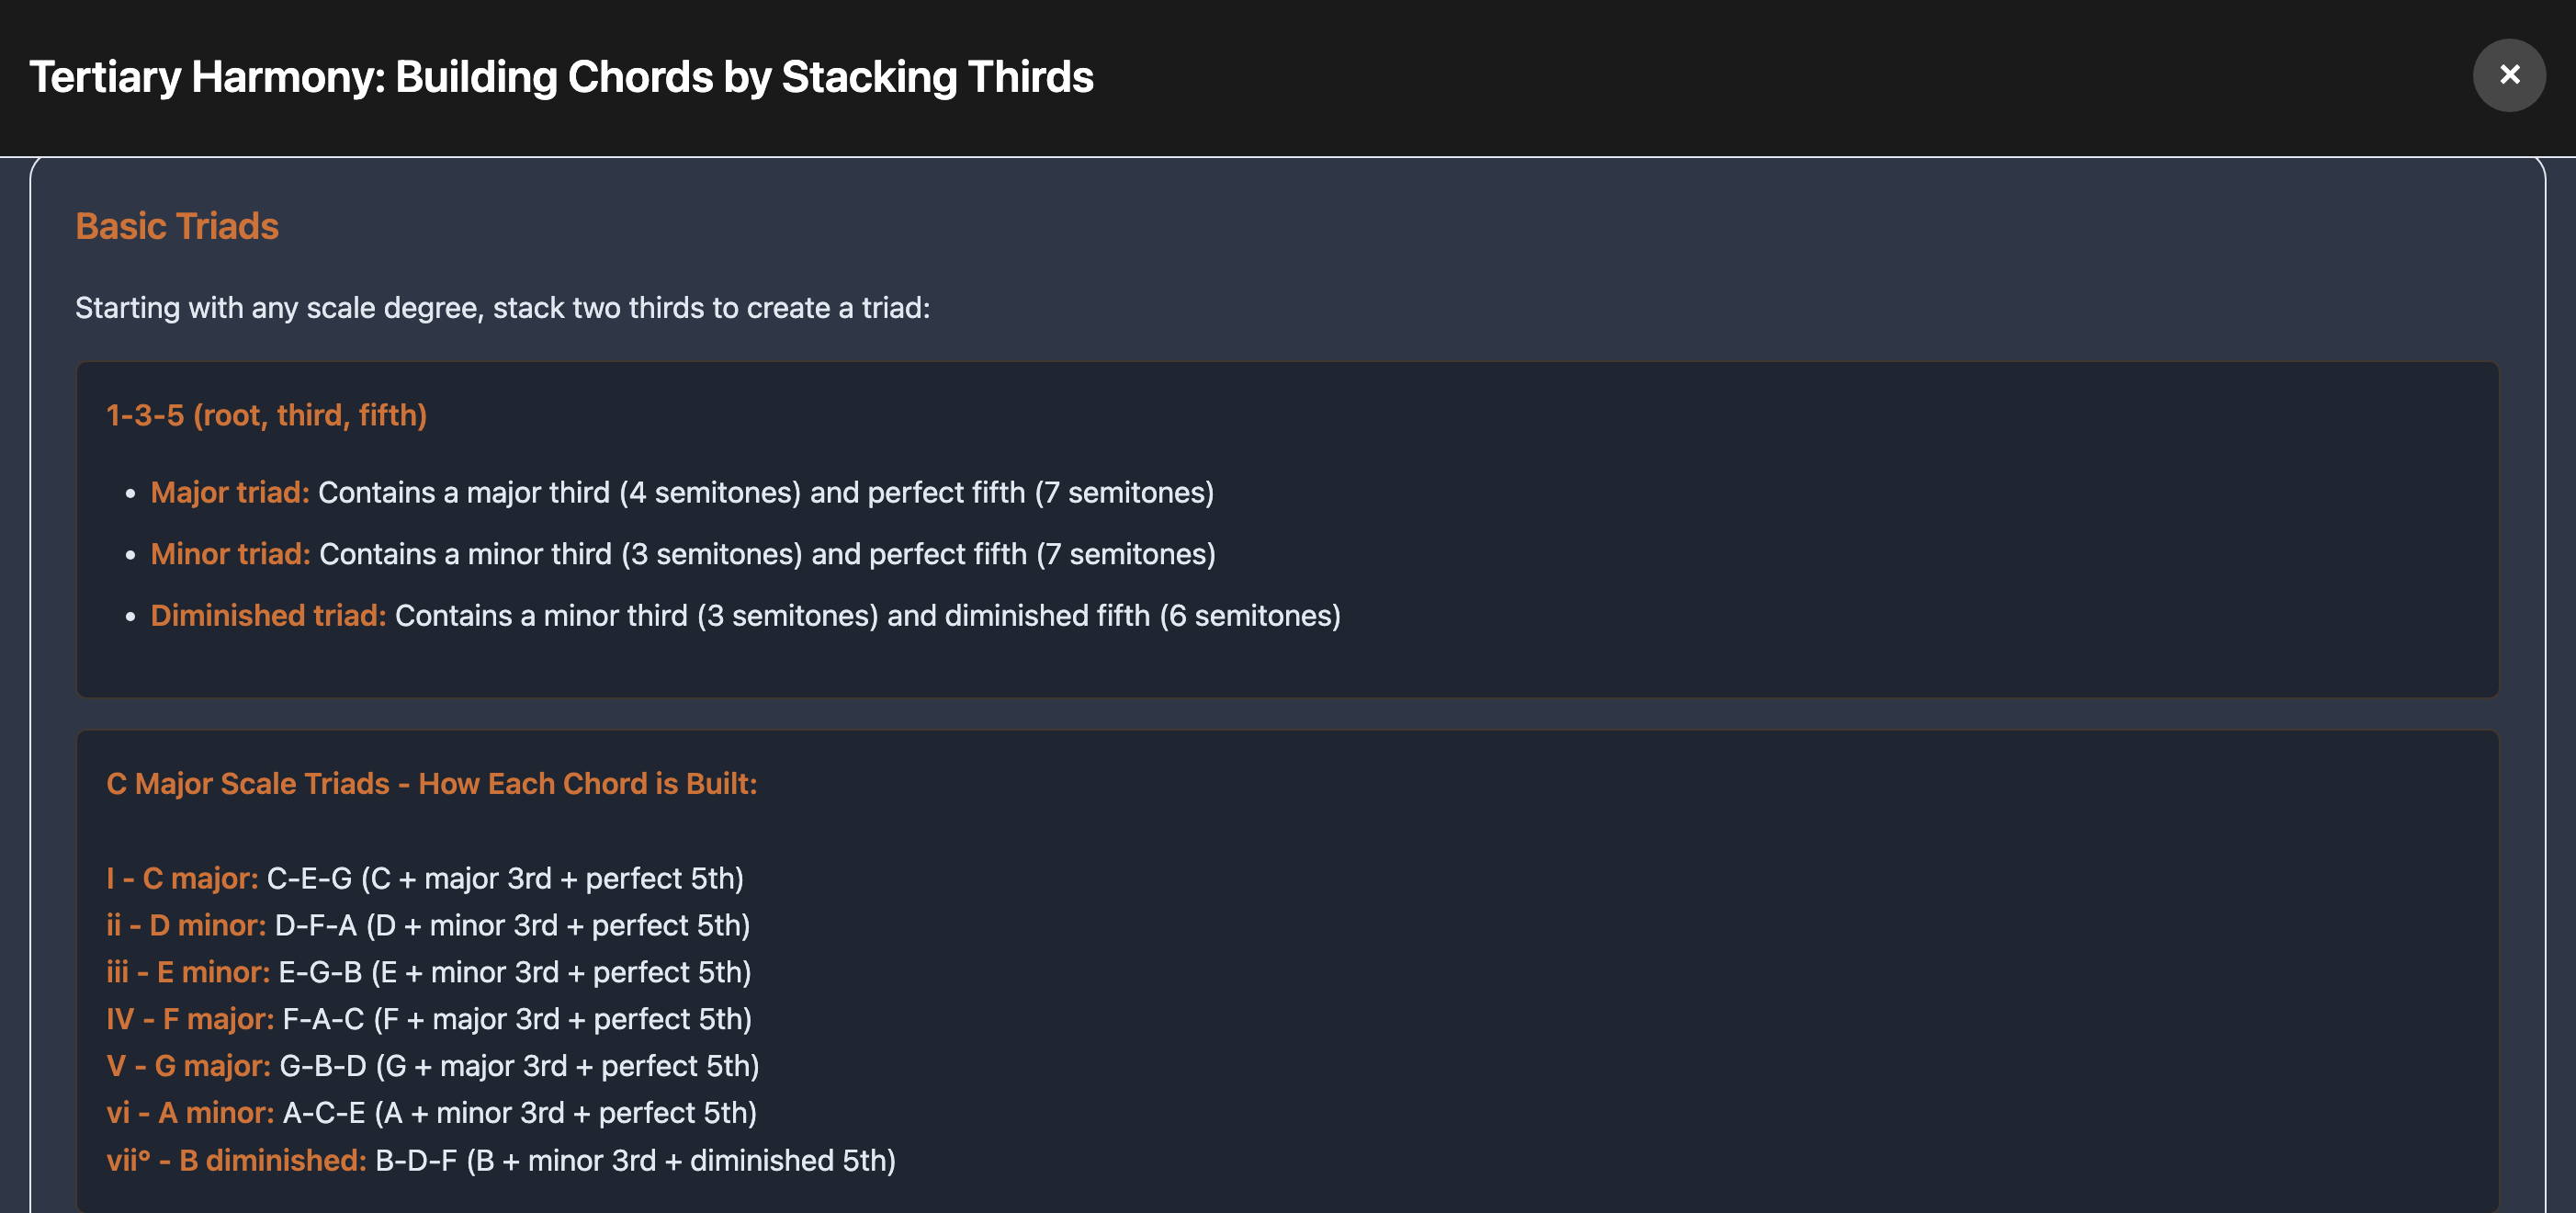 Tertiary Harmony: Building Chords by Stacking Thirds
Basic Triads
Starting with any scale degree, stack two thirds to create a triad:
1-3-5 (root, third, fifth)
• Major triad: Contains a major third (4 semitones) and perfect fifth (7 semitones)
• Minor triad: Contains a minor third (3 semitones) and perfect fifth (7 semitones)
• Diminished triad: Contains a minor third (3 semitones) and diminished fifth (6 semitones)
C Major Scale Triads - How Each Chord is Built:
I - C major: C-E-G (C + major 3rd + perfect 5th)
ii - D minor: D-F-A (D + minor 3rd + perfect 5th)
iii - E minor: E-G-B (E + minor 3rd + perfect 5th)
IV - F major: F-A-C (F + major 3rd + perfect 5th)
V - G major: G-B-D (G + major 3rd + perfect 5th)
vi - A minor: A-C-E (A + minor 3rd + perfect 5th)
vii° - B diminished: B-D-F (B + minor 3rd + diminished 5th)